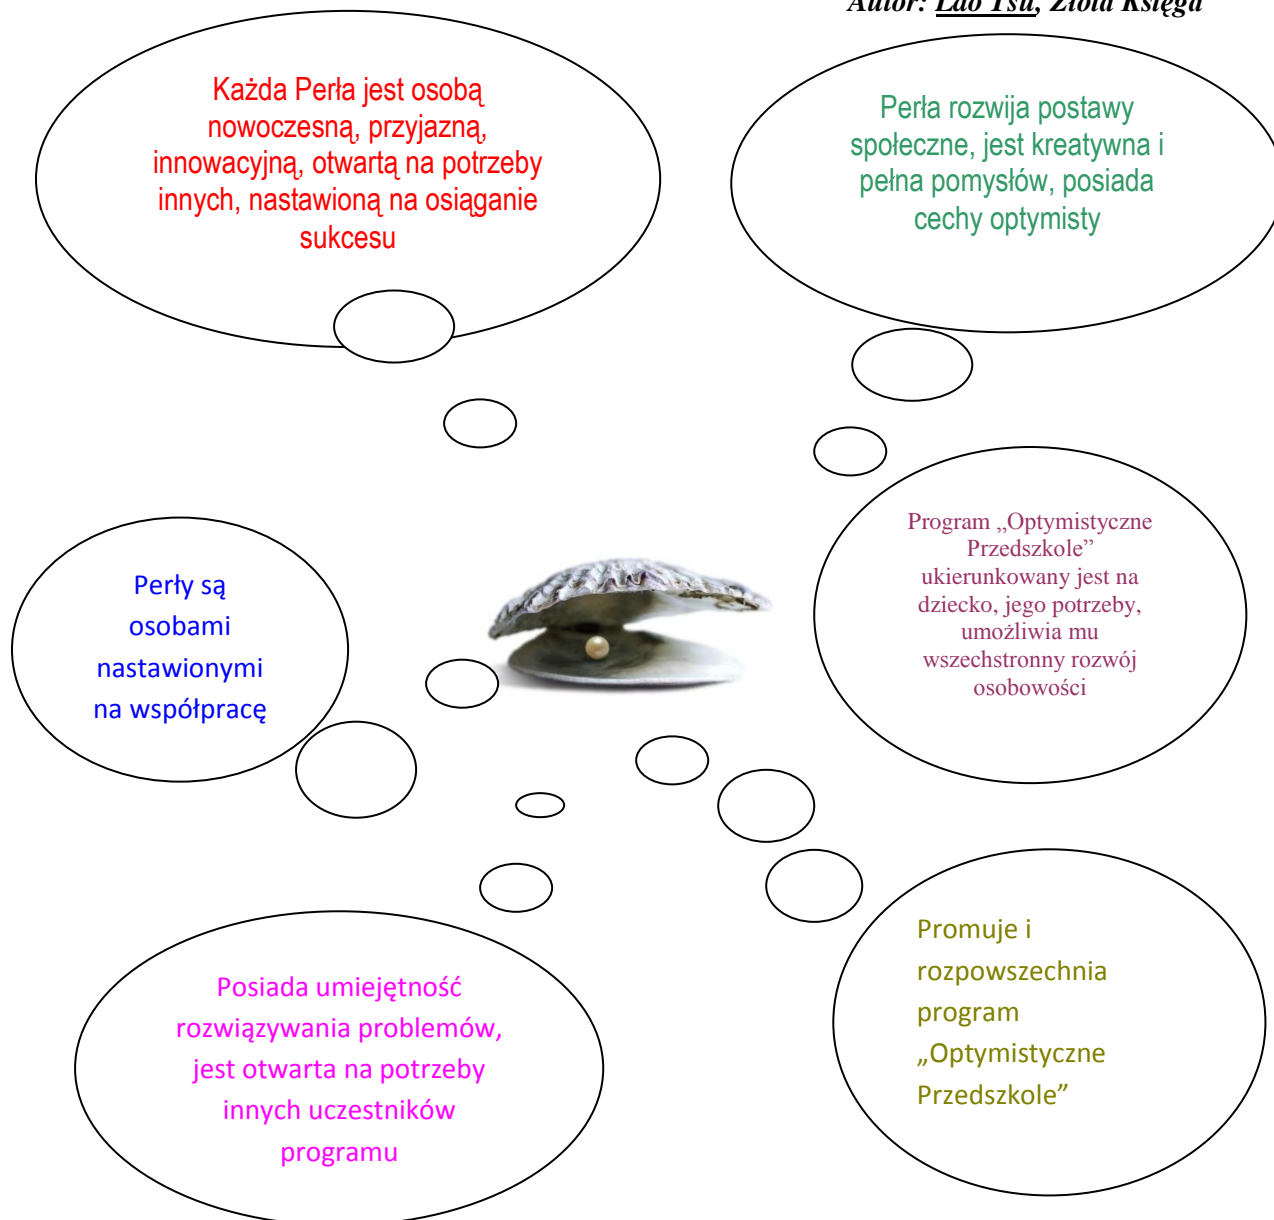 Autor: Lao Tsu, Złota Księga
Każda Perła jest osobą
nowoczesną, przyjazną,
innowacyjną, otwartą na potrzeby
innych, nastawioną na osiąganie
sukcesu
Perła rozwija postawy
społeczne, jest kreatywna i
pełna pomysłów, posiada
cechy optymisty
Perły są
osobami
nastawionymi
na współpracę
Program „Optymistyczne
Przedszkole”
ukierunkowany jest na
dziecko, jego potrzeby,
umożliwia mu
wszechstronny rozwój
osobowości
Posiada umiejętność
rozwiązywania problemów,
jest otwarta na potrzeby
innych uczestników
programu
Promuje i
rozpowszechnia
program
„Optymistyczne
Przedszkole”